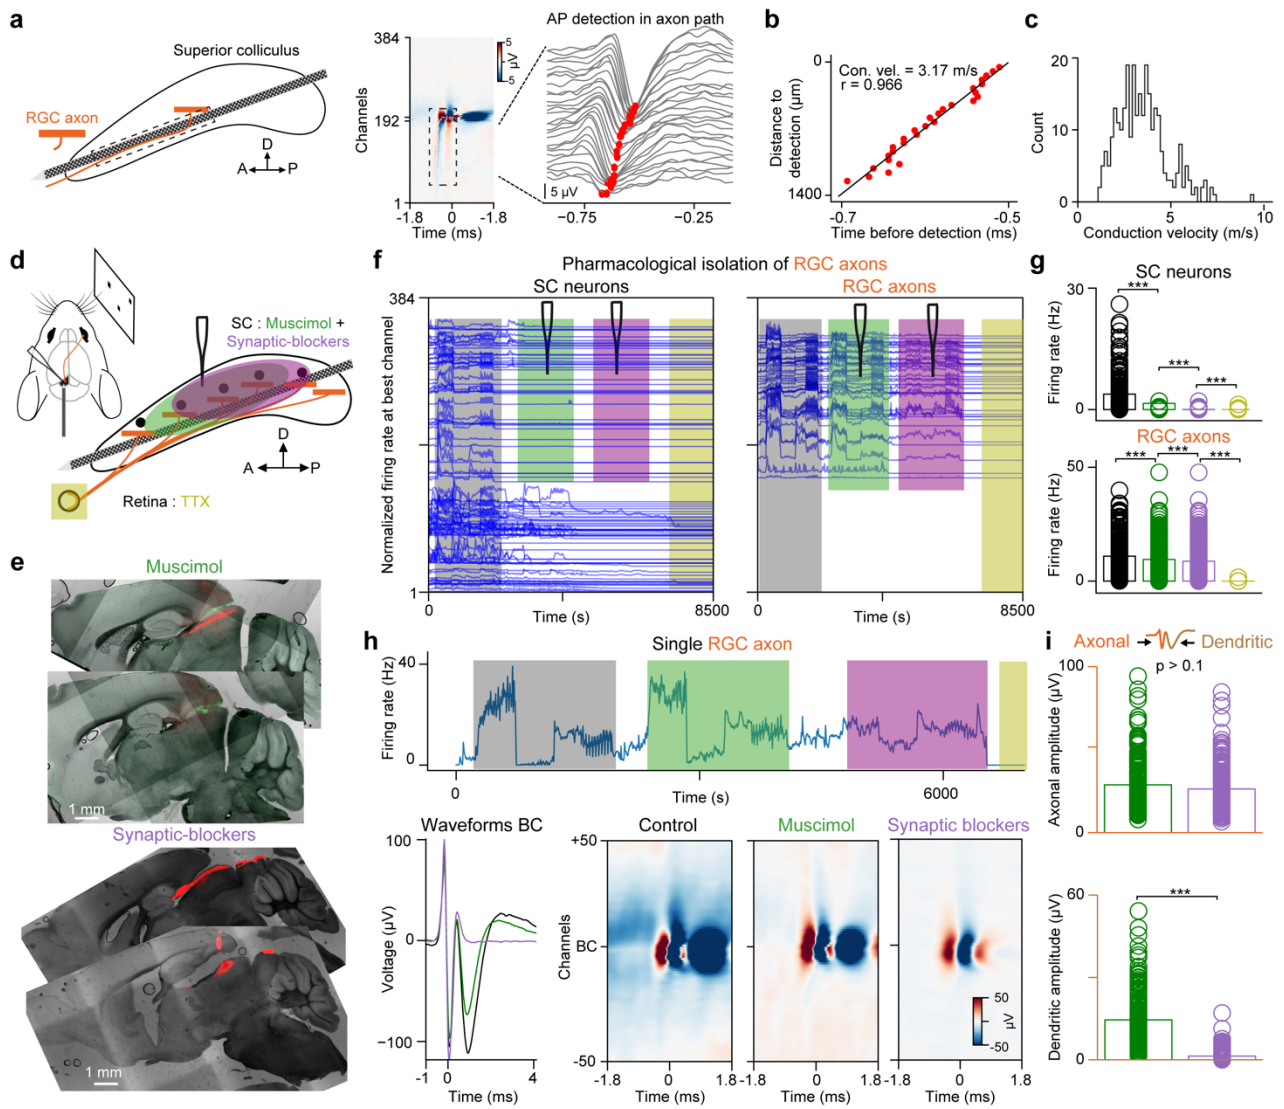 a
Superior colliculus
RGC axon
D
A
P
384
192
1
Channels
5
µV
5
-1.8
0
-1.8
Time (ms)
AP detection in axon path
5 µV
−0.75
−0.25
b
0
1400
Distance to
detection (µm)
Con. vel. = 3.17 m/s
r = 0.966
-0.7
-0.5
Time before detection (ms)
c
20
10
0
Count
0
5
10
Conduction velocity (m/s)
d
SC : Muscimol +
Synaptic-blockers
D
A
P
Retina : TTX
e
Muscimol
1 mm
Synaptic-blockers
1 mm
f
Pharmacological isolation of RGC axons
SC neurons
RGC axons
384
1
Normalized firing rate at best channel
0
8500
Time (s)
0
8500
Time (s)
g
SC neurons
30
0
Firing rate (Hz)
***
***
***
RGC axons
50
0
Firing rate (Hz)
***
***
***
h
Single RGC axon
40
0
Firing rate (Hz)
0
6000
Time (s)
Waveforms BC
100
0
−100
Voltage (µV)
-1
0
4
Time (ms)
Control
Muscimol
Synaptic blockers
+50
BC
-50
Channels
-1.8
0
1.8
Time (ms)
-1.8
0
1.8
Time (ms)
50
-50
µV
-1.8
0
1.8
Time (ms)
i
Axonal
Dendritic
p > 0.1
100
50
0
Axonal amplitude (µV)
60
30
0
Dendritic amplitude (µV)
***